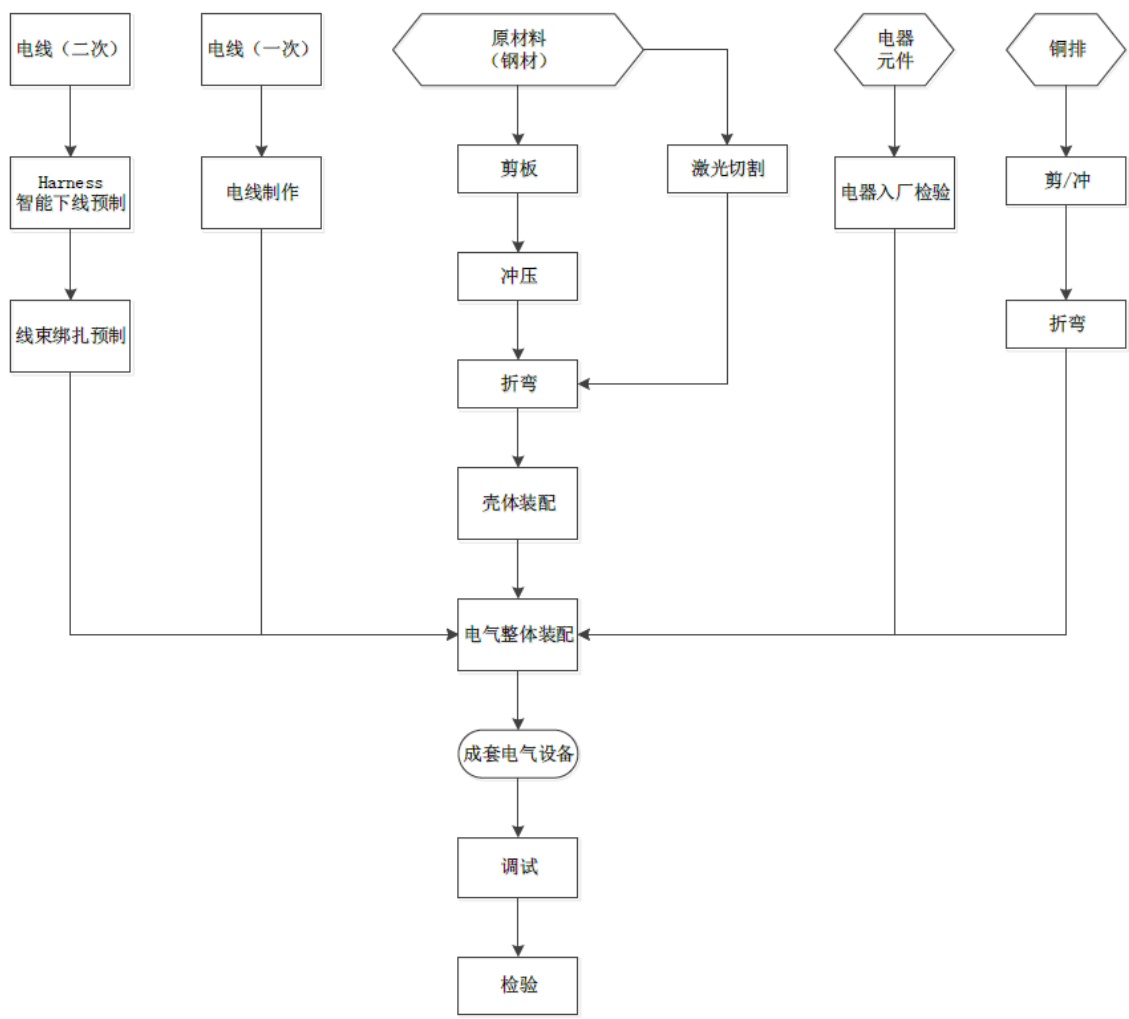 电线（二次）
电线（一次）
原材料
（钢材）
电器
元件
铜排
Harness
智能下线预制
电线制作
剪板
激光切割
电器入厂检验
剪/冲
冲压
线束绑扎预制
折弯
折弯
壳体装配
电气整体装配
成套电气设备
调试
检验